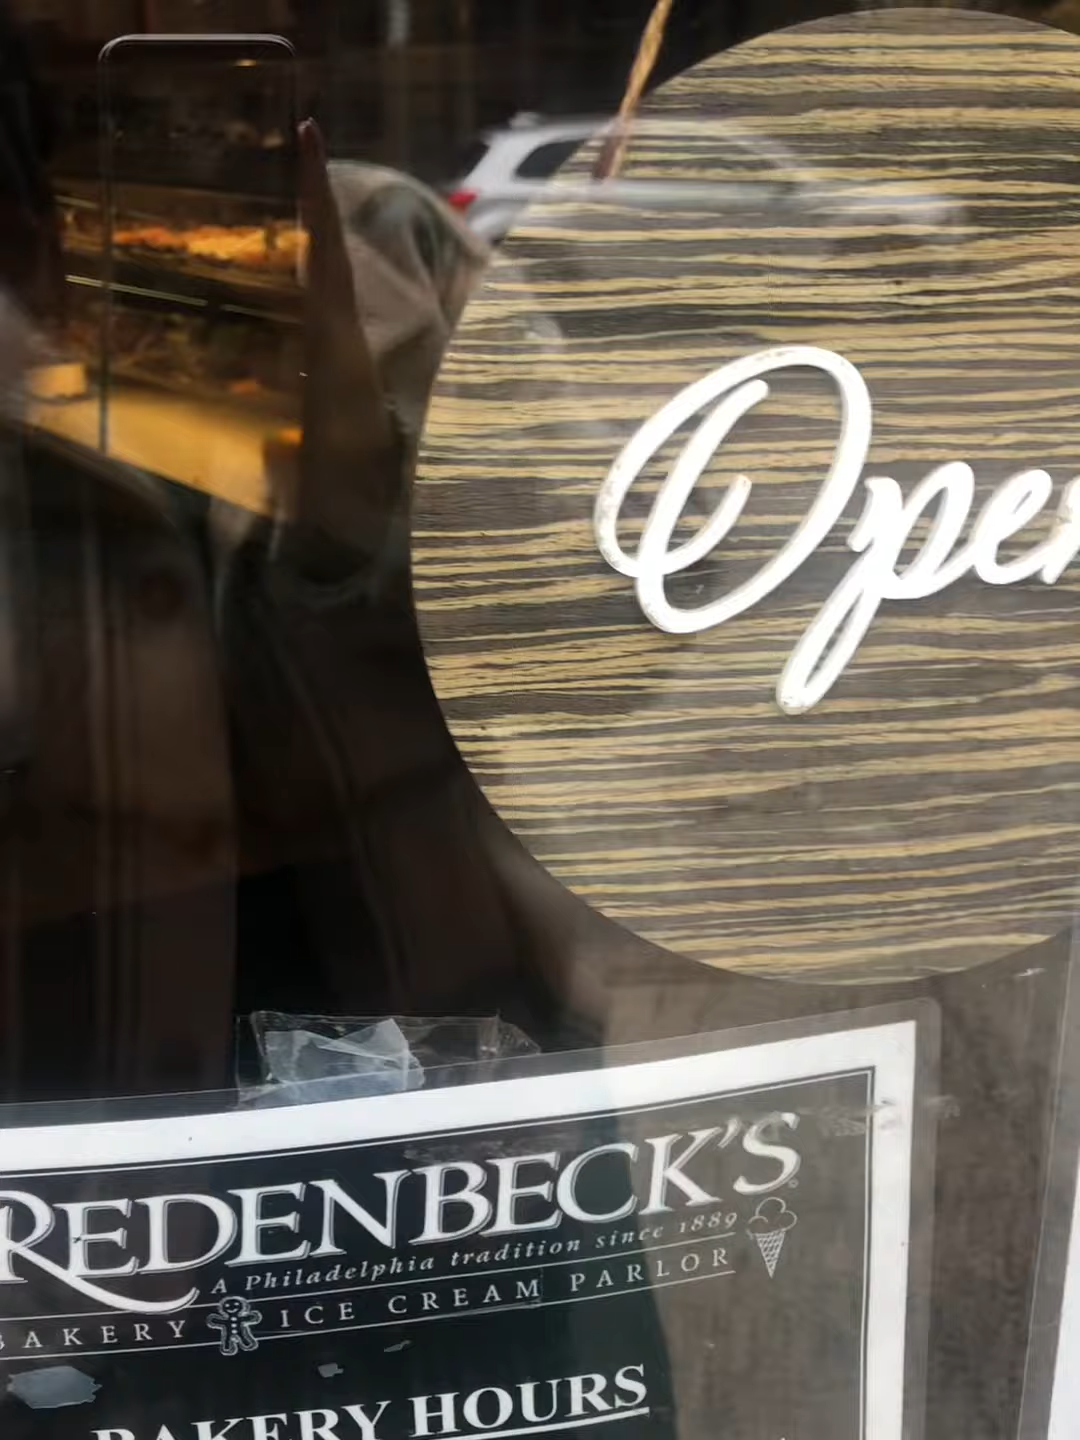 Open
REDENBECK'S
A Philadelphia tradition since 1889
BAKERY ICE CREAM PARLOR
BAKERY HOURS